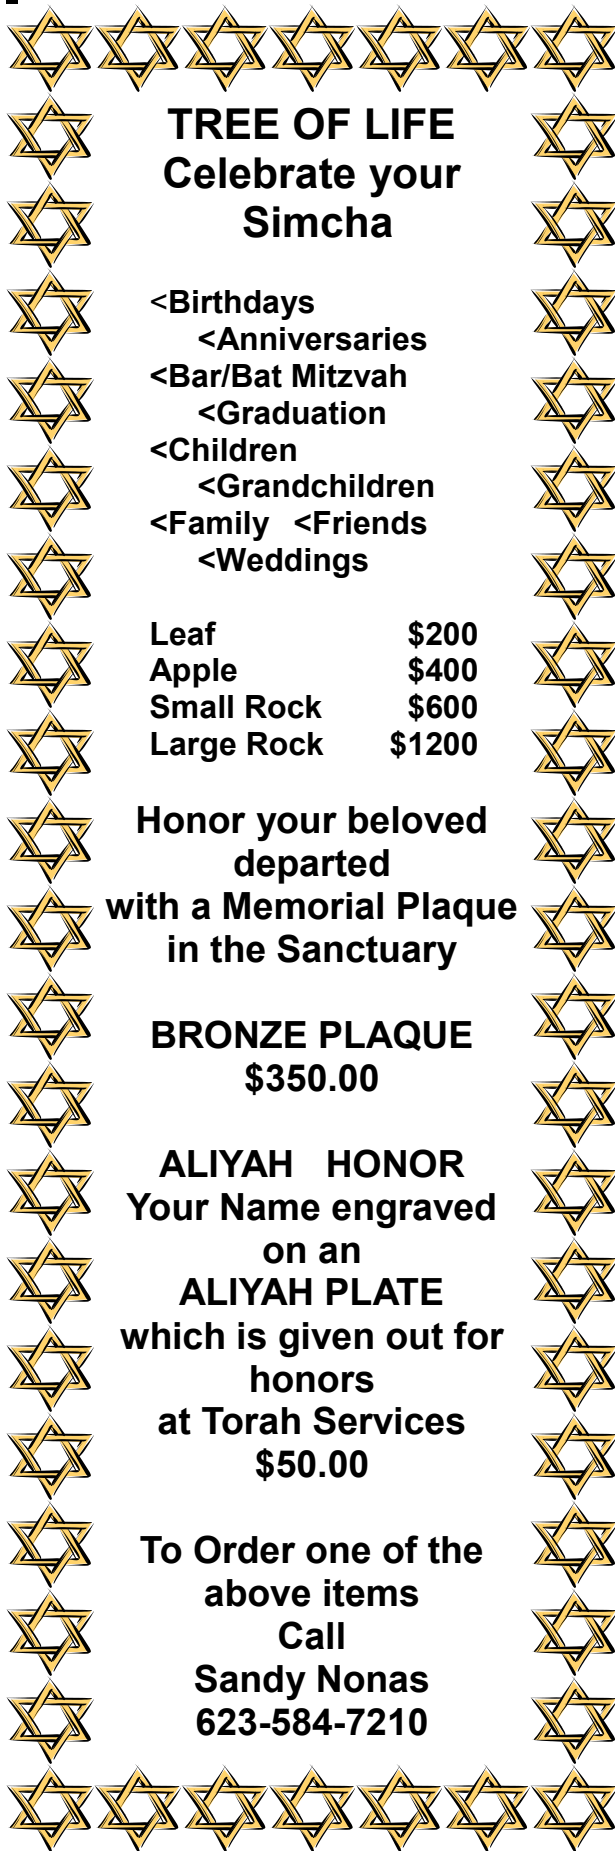 TREE OF LIFE
Celebrate your
Simcha
<Birthdays
<Anniversaries
<Bar/Bat Mitzvah
<Graduation
<Children
<Grandchildren
<Family <Friends
<Weddings
Leaf $200
Apple $400
Small Rock $600
Large Rock $1200
Honor your beloved
departed
with a Memorial Plaque
in the Sanctuary
BRONZE PLAQUE
$350.00
ALIYAH HONOR
Your Name engraved
on an
ALIYAH PLATE
which is given out for
honors
at Torah Services
$50.00
To Order one of the
above items
Call
Sandy Nonas
623-584-7210